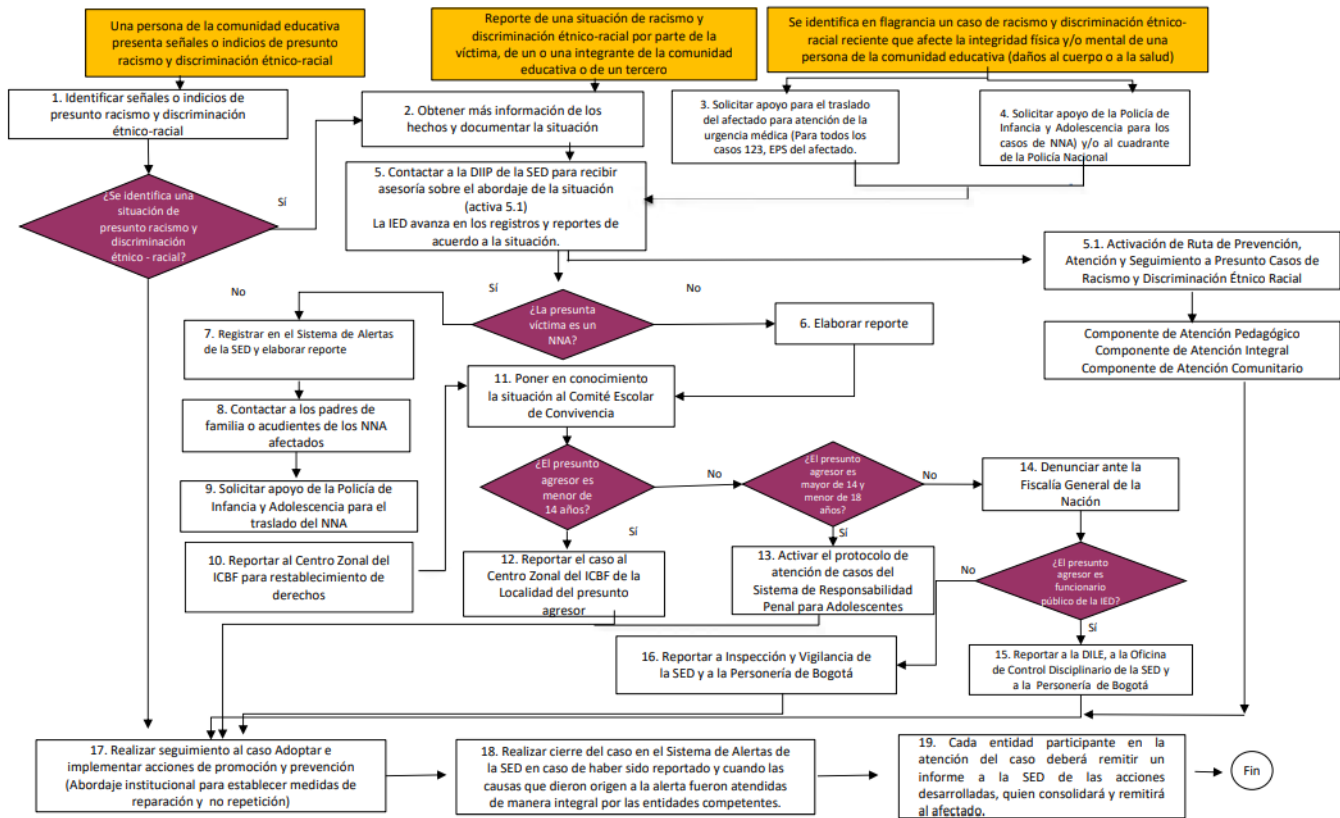 Una persona de la comunidad educativa
presenta señales o indicios de presunto
racismo y discriminación étnico-racial
Reporte de una situación de racismo y
discriminación étnico-racial por parte de la
víctima, de un o una integrante de la comunidad
educativa o de un tercero
Se identifica en flagrancia un caso de racismo y discriminación étnico-
racial reciente que afecte la integridad física y/o mental de una
persona de la comunidad educativa (daños al cuerpo o a la salud)
1. Identificar señales o indicios de
presunto racismo y discriminación
étnico-racial
2. Obtener más información de los
hechos y documentar la situación
3. Solicitar apoyo para el traslado
del afectado para atención de la
urgencia médica (Para todos los
casos 123, EPS del afectado.
4. Solicitar apoyo de la Policía de
Infancia y Adolescencia para los
casos de NNA) y/o al cuadrante
de la Policía Nacional
¿Se identifica una
situación de
presunto racismo y
discriminación
étnico - racial?
Sí
5. Contactar a la DIIP de la SED para recibir
asesoría sobre el abordaje de la situación
(activa 5.1)
La IED avanza en los registros y reportes de
acuerdo a la situación.
5.1. Activación de Ruta de Prevención,
Atención y Seguimiento a Presunto Casos de
Racismo y Discriminación Étnico Racial
No
Sí
¿La presunta
víctima es un
NNA?
No
6. Elaborar reporte
7. Registrar en el Sistema de Alertas
de la SED y elaborar reporte
Componente de Atención Pedagógico
Componente de Atención Integral
Componente de Atención Comunitario
11. Poner en conocimiento
la situación al Comité Escolar
de Convivencia
8. Contactar a los padres de
familia o acudientes de los NNA
afectados
¿El presunto
agresor es
menor de
14 años?
No
¿El presunto
agresor es
mayor de 14 y
menor de 18
años?
No
14. Denunciar ante la
Fiscalía General de la
Nación
9. Solicitar apoyo de la Policía de
Infancia y Adolescencia para el
traslado del NNA
Sí
Sí
10. Reportar al Centro Zonal del
ICBF para restablecimiento de
derechos
12. Reportar el caso al
Centro Zonal del ICBF de la
Localidad del presunto
agresor
13. Activar el protocolo de
atención de casos del
Sistema de Responsabilidad
Penal para Adolescentes
No
¿El presunto
agresor es
funcionario
público de la IED?
Sí
16. Reportar a Inspección y Vigilancia de
la SED y a la Personería de Bogotá
15. Reportar a la DILE, a la Oficina
de Control Disciplinario de la SED y
a la Personería de Bogotá
17. Realizar seguimiento al caso Adoptar e
implementar acciones de promoción y prevención
(Abordaje institucional para establecer medidas de
reparación y no repetición)
18. Realizar cierre del caso en el Sistema de Alertas de
la SED en caso de haber sido reportado y cuando las
causas que dieron origen a la alerta fueron atendidas
de manera integral por las entidades competentes.
19. Cada entidad participante en la
atención del caso deberá remitir un
informe a la SED de las acciones
desarrolladas, quien consolidará y remitirá
al afectado.
Fin